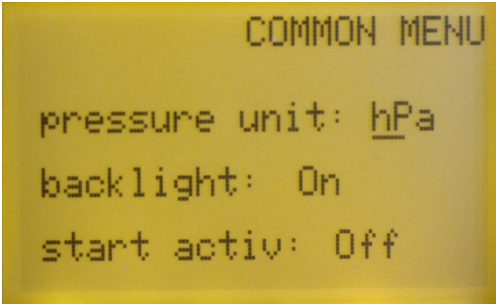 COMMON MENU
pressure unit: hPa
backlight: On
start activ: Off